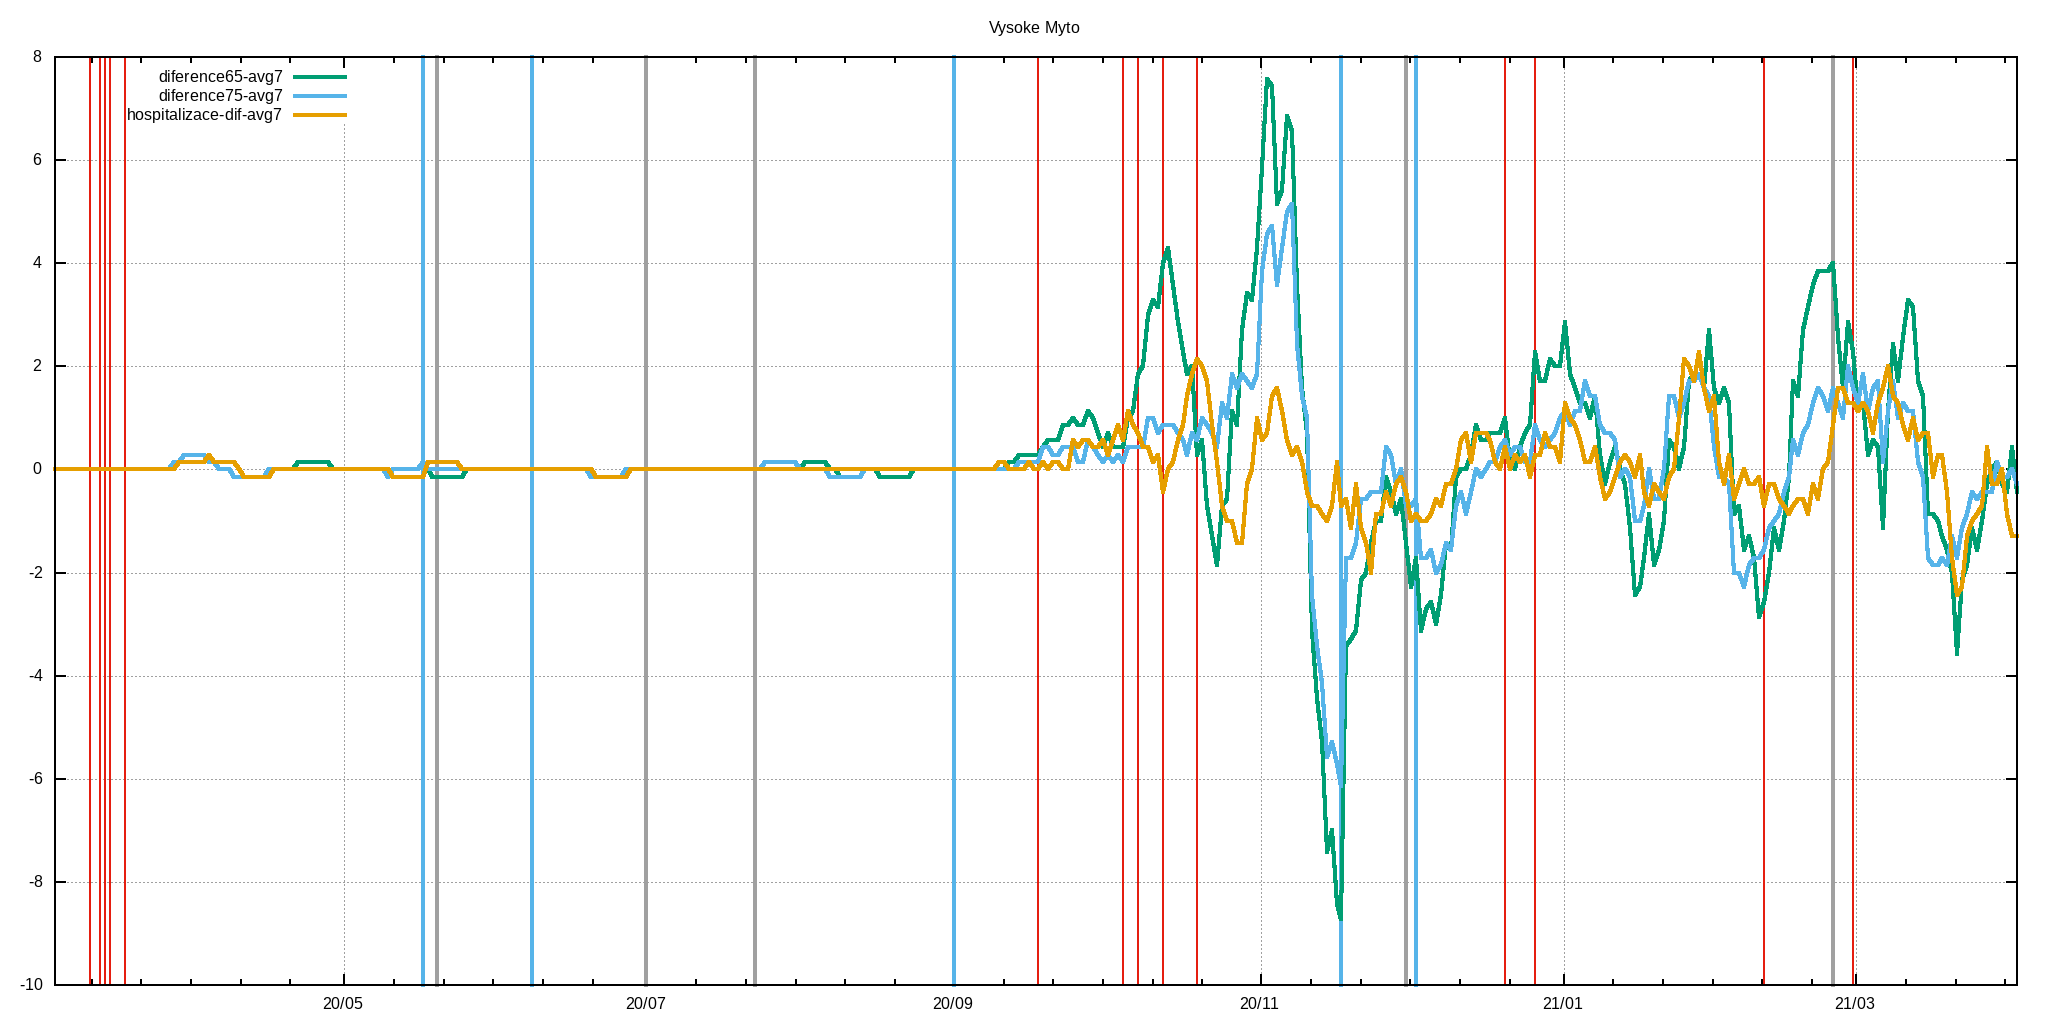 Vysoke Myto
8
diference65-avg7
diference75-avg7
hospitalizace-dif-avg7
6
4
2
0
-2
-4
-6
-8
-10
20/05 20/07 20/09 20/11 21/01 21/03